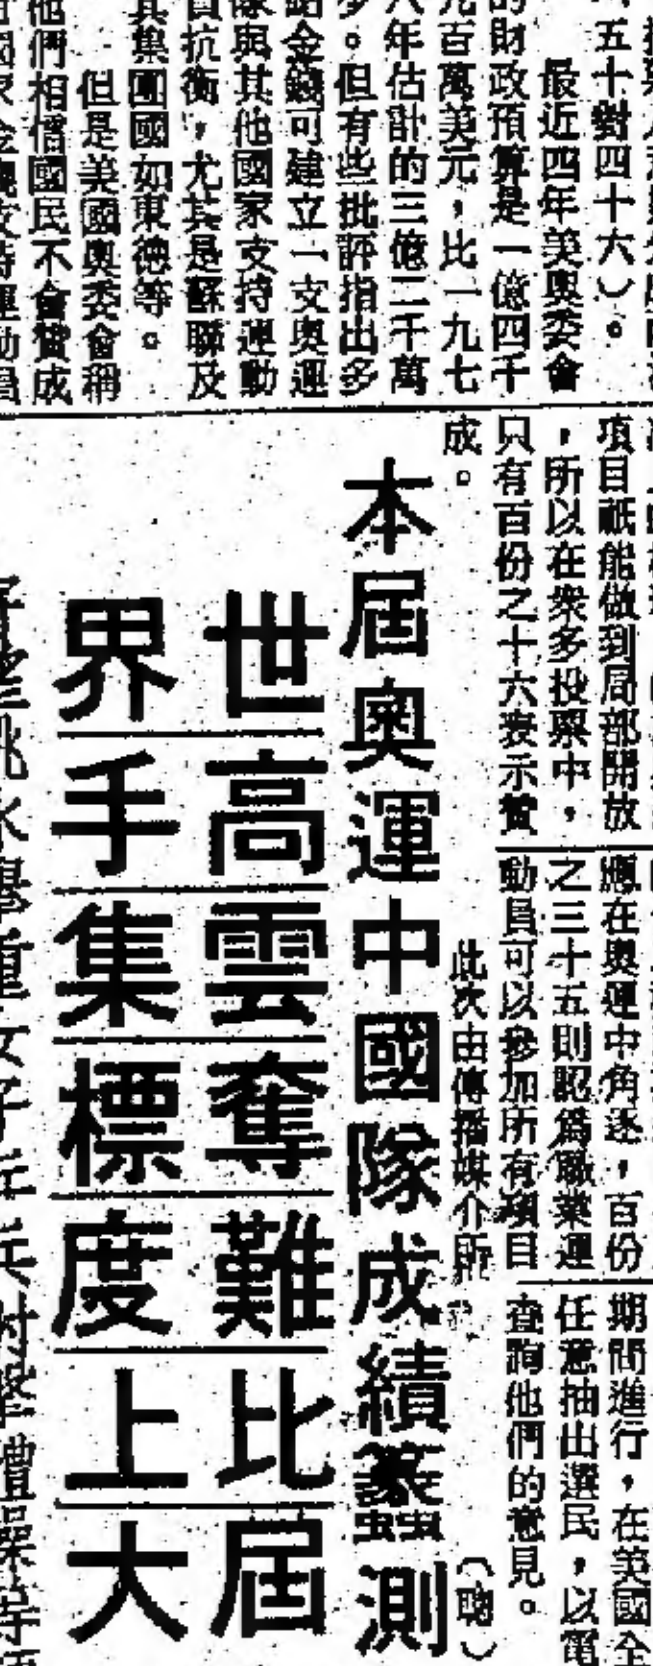 五十對四十六)。
最近四年美奧委會
的財政預算是一億四千
九百萬美元,比一九七
八年估計的三億二千萬
多。但有些批評指出多
給金錢可建立一支奧運
隊與其他國家支持運動
員抗衡,尤其是蘇聯及
其集團國如東德等。
但是美國奧委會稱
他們相信國民不會贊成
項目祇能做到局部開放
,所以在衆多投票中,
只有百份之十六表示贊
成。
應在奧運中角逐,百份
之三十五則認爲職業運
動員可以參加所有項目
此次由傳播媒介所
期間進行,在美國全
任意抽出選民,以電
查詢他們的意見。
(聰)
本屆奧運中國隊成績蠡測
世高雲奪難比屆
界手集標度上大